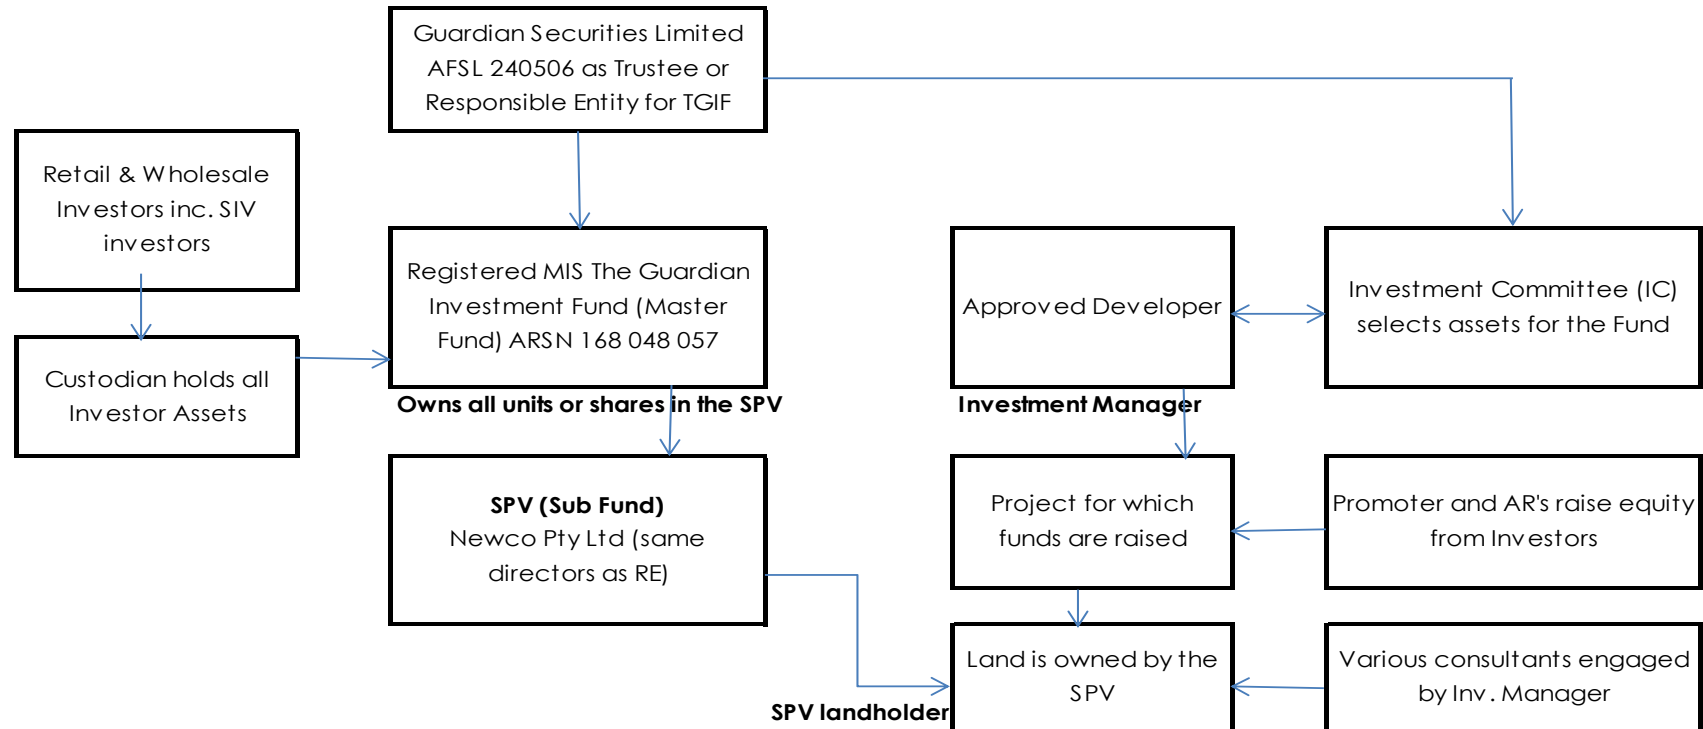 Guardian Securities Limited
AFSL 240506 as Trustee or
Responsible Entity for TGIF
Retail & Wholesale
Investors inc. SIV
investors
Registered MIS The Guardian
Investment Fund (Master
Fund) ARSN 168 048 057
Approved Developer
Investment Committee (IC)
selects assets for the Fund
Custodian holds all
Investor Assets
Owns all units or shares in the SPV
Investment Manager
SPV (Sub Fund)
Newco Pty Ltd (same
directors as RE)
Project for which
funds are raised
Promoter and AR's raise equity
from Investors
Land is owned by the
SPV
Various consultants engaged
by Inv. Manager
SPV landholder